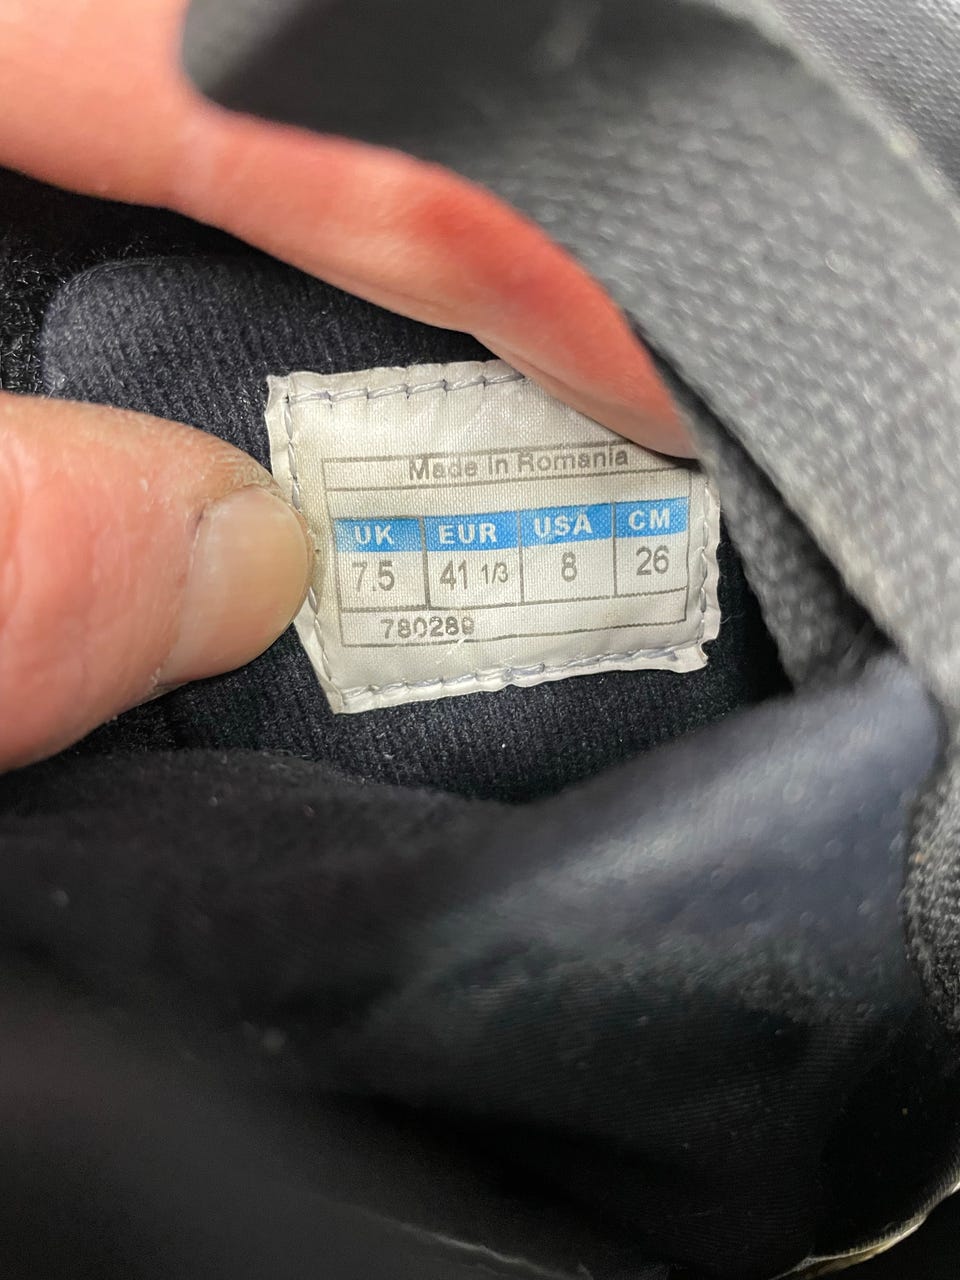 Made in Romania
UK EUR USA CM
7.5 41 1/3 8 26
780289